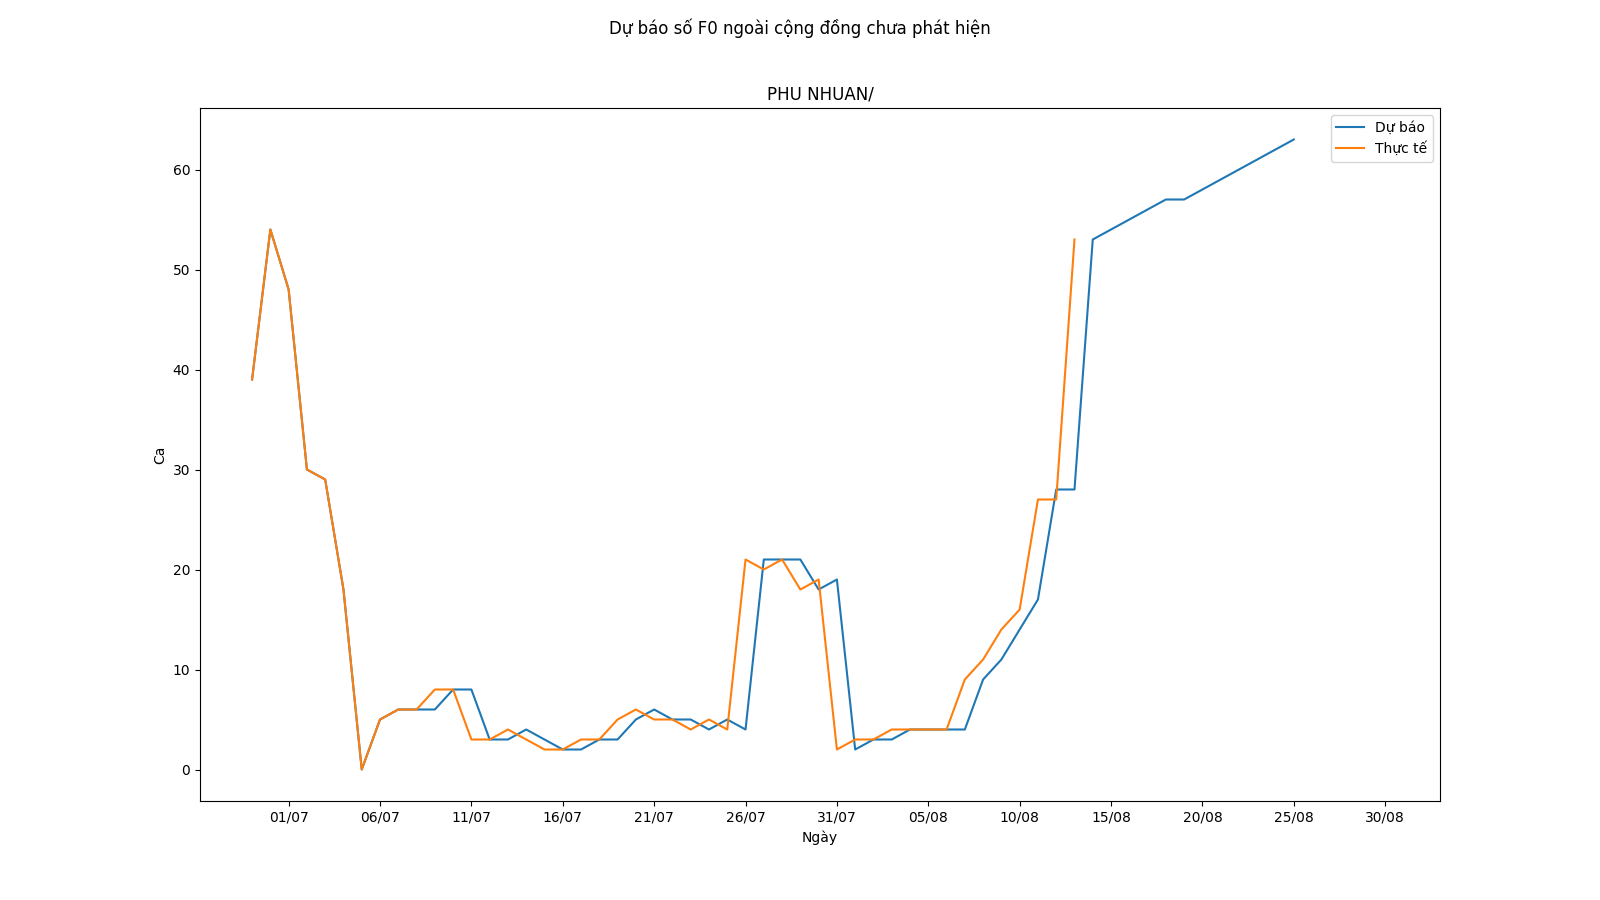 Dự báo số F0 ngoài cộng đồng chưa phát hiện
PHU NHUAN/
Dự báo
Thực tế
Ca
60
50
40
30
20
10
0
01/07 06/07 11/07 16/07 21/07 26/07 31/07 05/08 10/08 15/08 20/08 25/08 30/08
Ngày